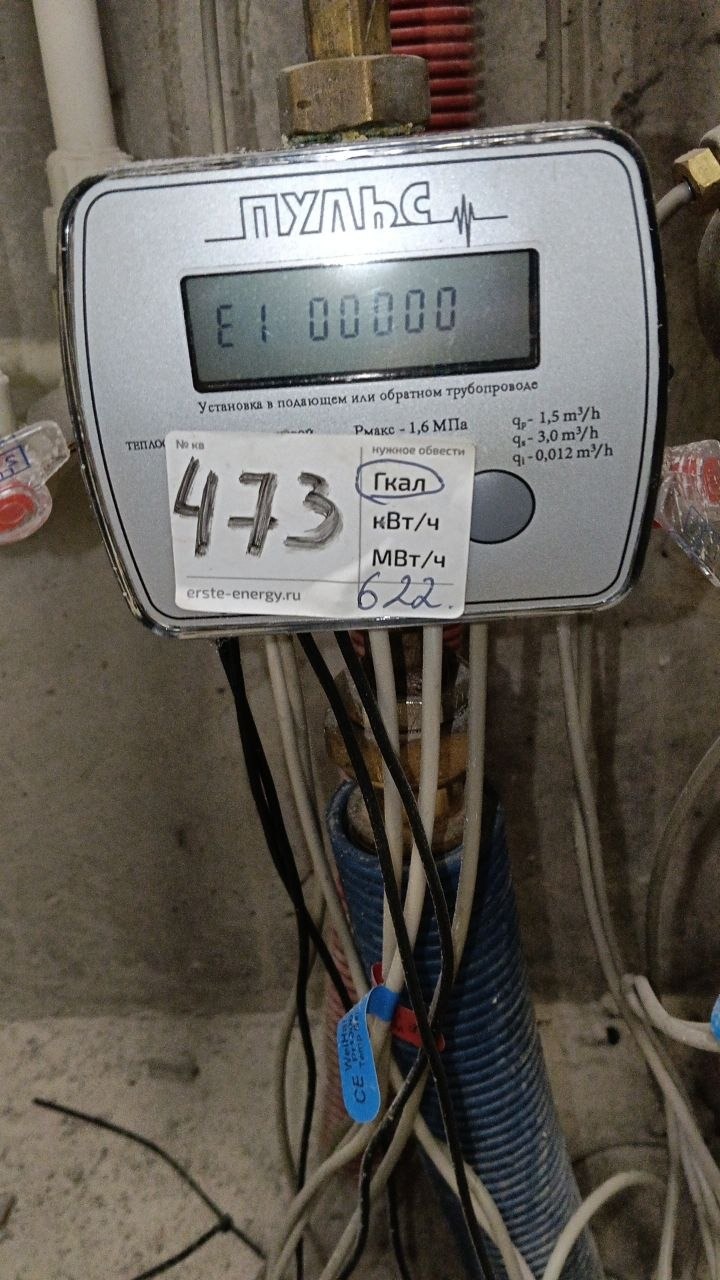 ПУЛЬС
E1 00000
Установка в подающем или обратном трубопроводе
Pмакс - 1,6 МПа
qp - 1,5 m³/h
qs - 3,0 m³/h
qi - 0,012 m³/h
№ кв
473
нужное обвести
Гкал
кВт/ч
МВт/ч
erste-energy.ru
622.
CE